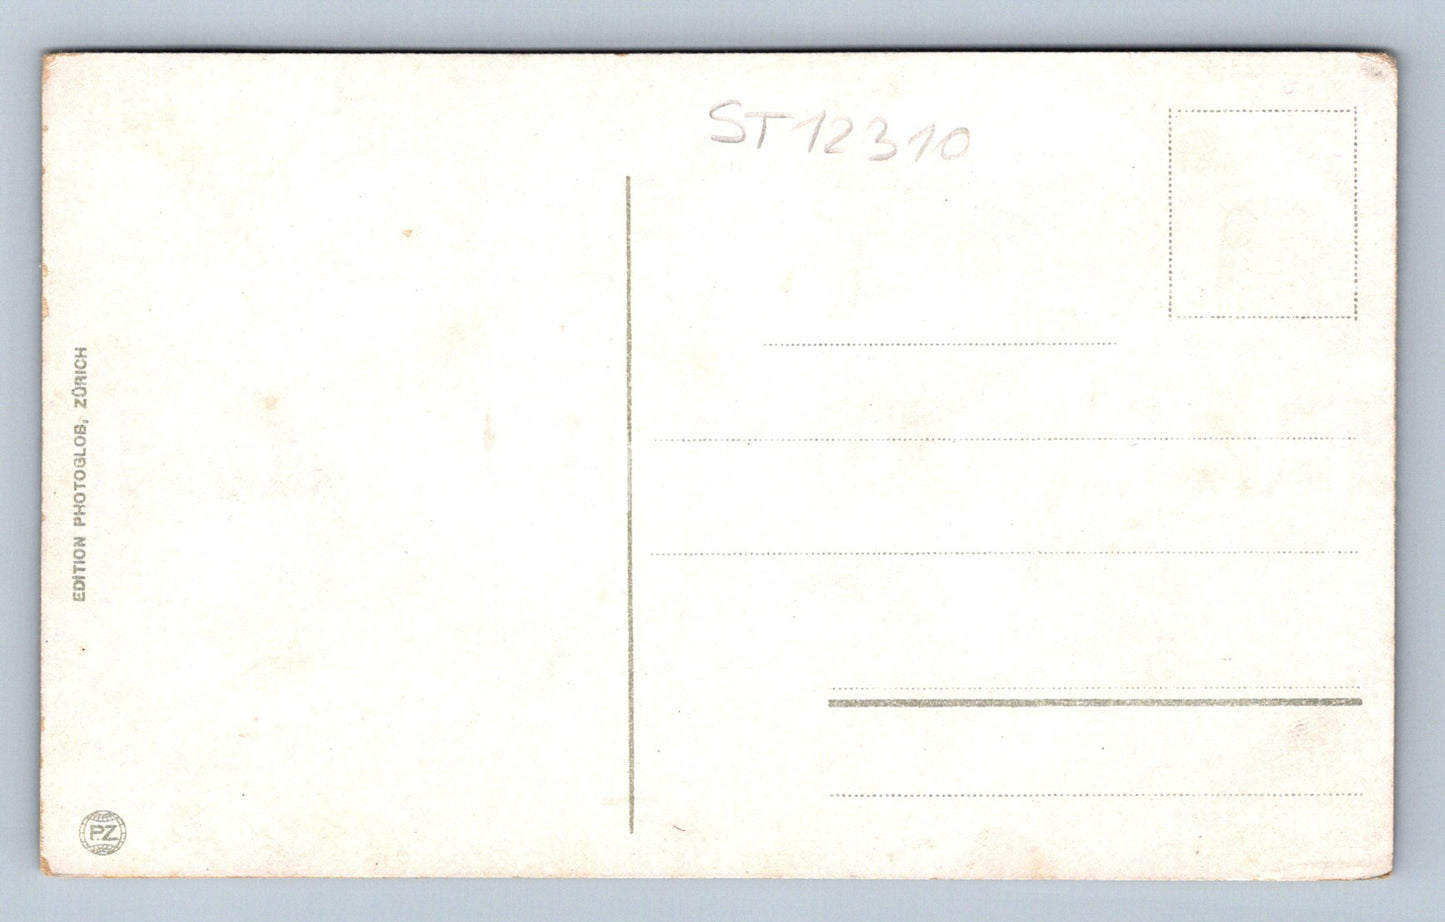 ST12310
EDITION PHOTOGLOB, ZÜRICH
PZ